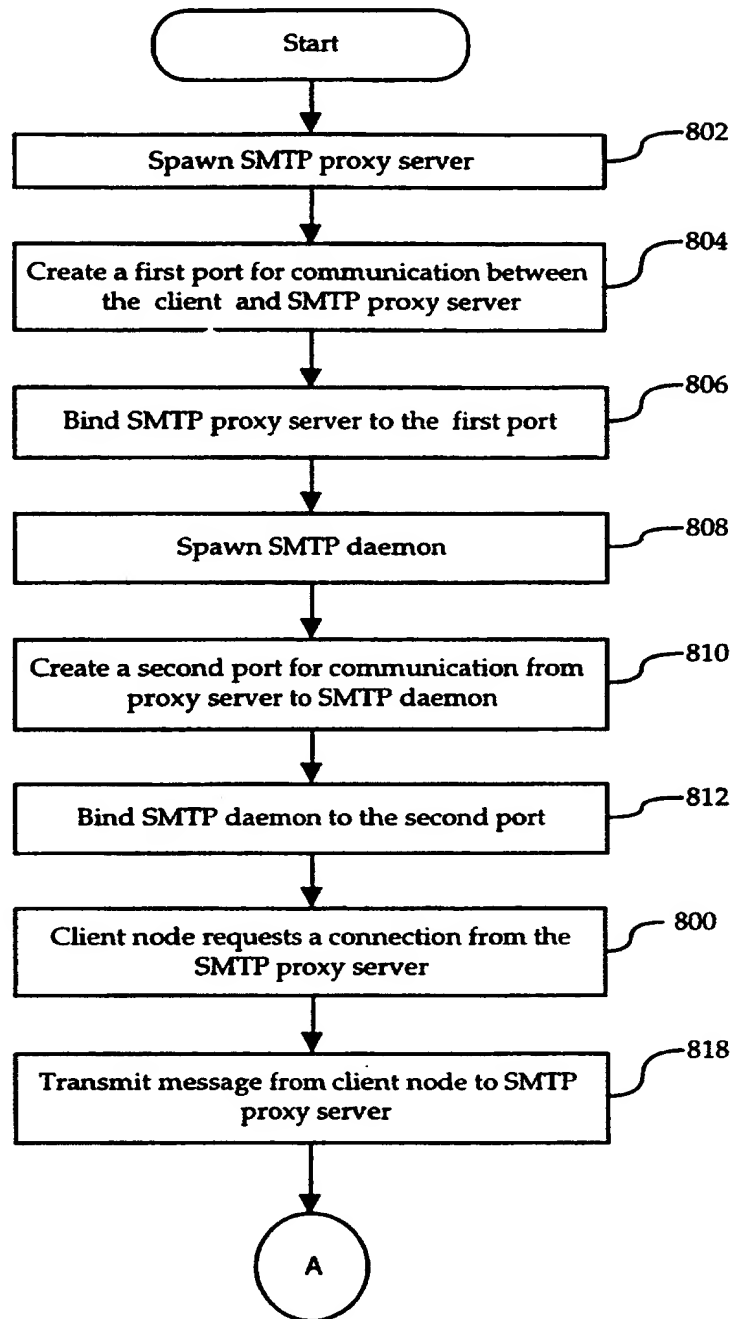 Start
Spawn SMTP proxy server
802
Create a first port for communication between
the client and SMTP proxy server
804
Bind SMTP proxy server to the first port
806
Spawn SMTP daemon
808
Create a second port for communication from
proxy server to SMTP daemon
810
Bind SMTP daemon to the second port
812
Client node requests a connection from the
SMTP proxy server
800
Transmit message from client node to SMTP
proxy server
818
A